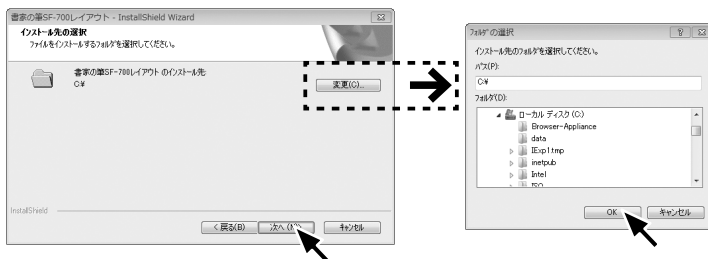 書家の筆SF-700レイアウト - InstallShield Wizard
インストール先の選択
ファイルをインストールするフォルダを選択してください。
書家の筆SF-700レイアウト のインストール先:
C:¥
変更(C)...
InstallShield
< 戻る(B)
次へ (N)
キャンセル
フォルダの選択
インストール先のフォルダを選択してください。
パス(P):
C:¥
フォルダ(D):
ローカル ディスク (C:)
Browser-Appliance
data
IExp1.tmp
inetpub
Intel
ISO
OK
キャンセル